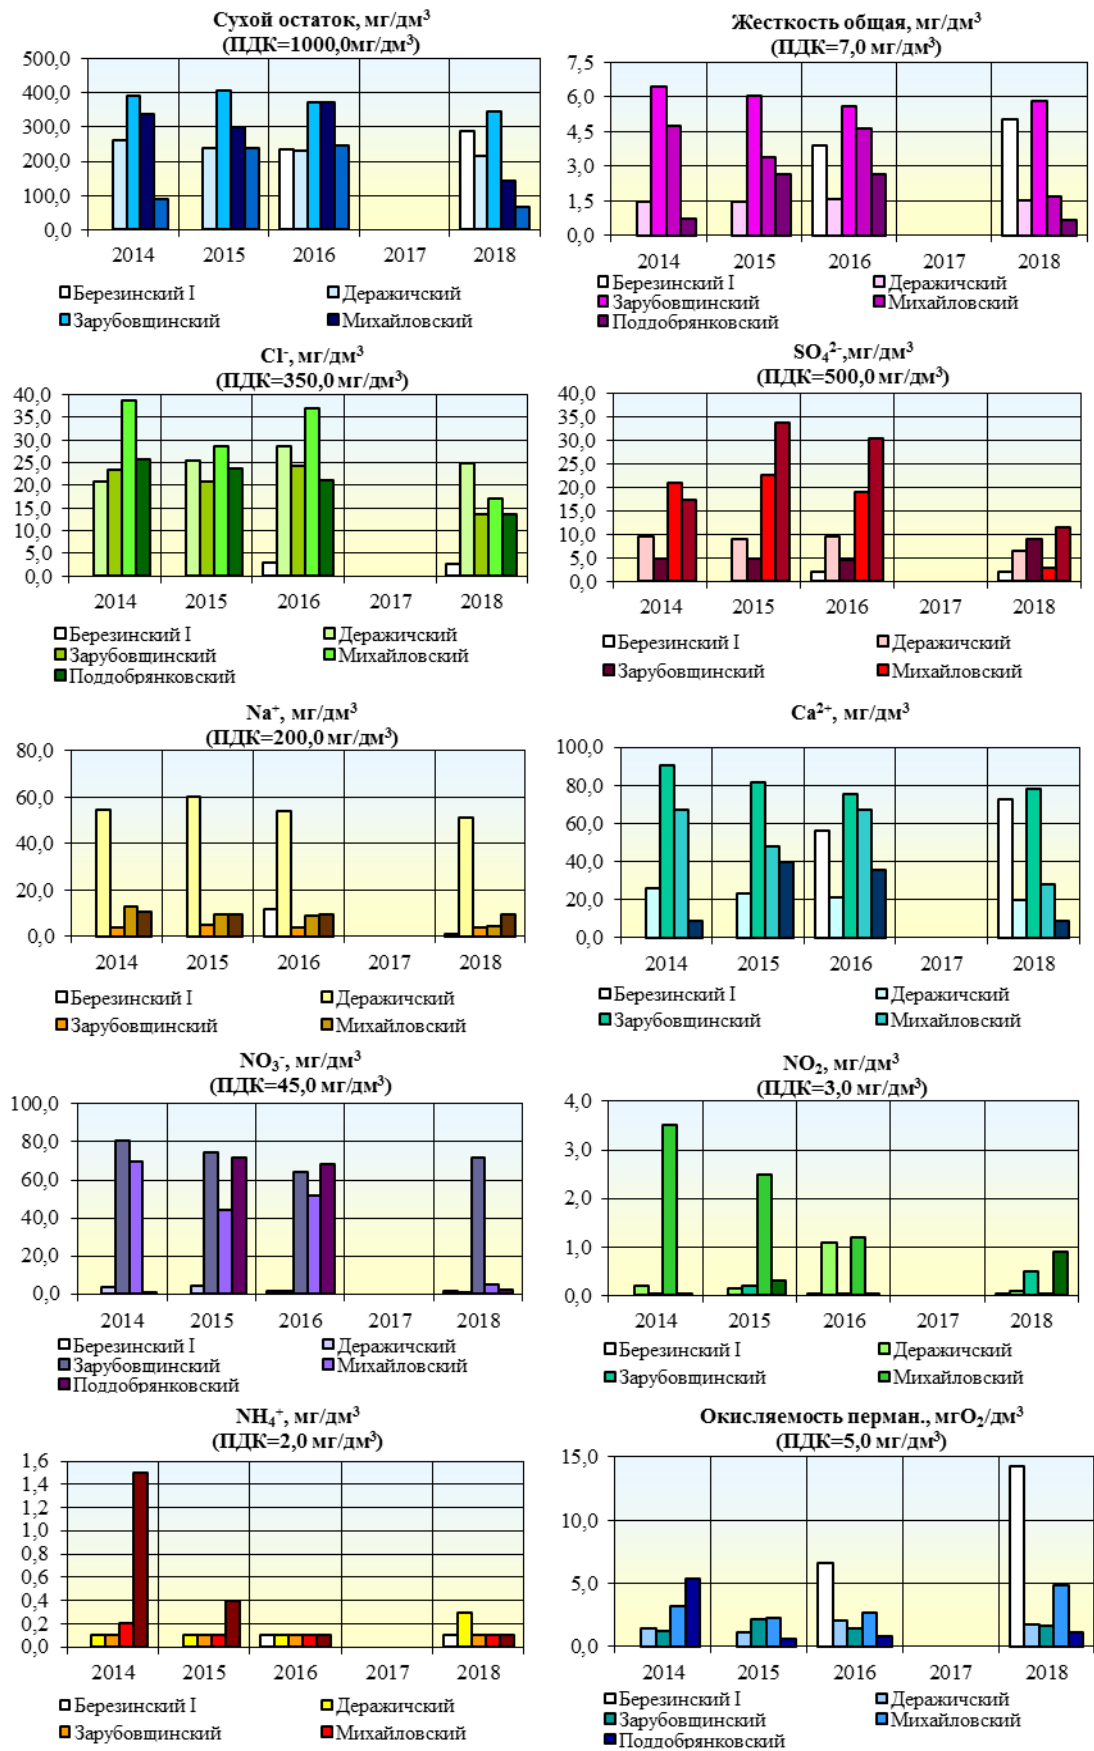 Сухой остаток, мг/дм³
(ПДК=1000,0мг/дм³)
500,0
400,0
300,0
200,0
100,0
0,0
2014 2015 2016 2017 2018
Березинский I Деражичский
Зарубовщинский Михайловский
Жесткость общая, мг/дм³
(ПДК=7,0 мг/дм³)
7,5
6,0
4,5
3,0
1,5
0,0
2014 2015 2016 2017 2018
Березинский I Деражичский
Зарубовщинский Михайловский
Поддобрянковский
Cl⁻, мг/дм³
(ПДК=350,0 мг/дм³)
40,0
35,0
30,0
25,0
20,0
15,0
10,0
5,0
0,0
2014 2015 2016 2017 2018
Березинский I Деражичский
Зарубовщинский Михайловский
Поддобрянковский
SO₄²⁻,мг/дм³
(ПДК=500,0 мг/дм³)
40,0
35,0
30,0
25,0
20,0
15,0
10,0
5,0
0,0
2014 2015 2016 2017 2018
Березинский I Деражичский
Зарубовщинский Михайловский
Na⁺, мг/дм³
(ПДК=200,0 мг/дм³)
80,0
60,0
40,0
20,0
0,0
2014 2015 2016 2017 2018
Березинский I Деражичский
Зарубовщинский Михайловский
Ca²⁺, мг/дм³
100,0
80,0
60,0
40,0
20,0
0,0
2014 2015 2016 2017 2018
Березинский I Деражичский
Зарубовщинский Михайловский
NO₃⁻, мг/дм³
(ПДК=45,0 мг/дм³)
100,0
80,0
60,0
40,0
20,0
0,0
2014 2015 2016 2017 2018
Березинский I Деражичский
Зарубовщинский Михайловский
Поддобрянковский
NO₂, мг/дм³
(ПДК=3,0 мг/дм³)
4,0
3,0
2,0
1,0
0,0
2014 2015 2016 2017 2018
Березинский I Деражичский
Зарубовщинский Михайловский
NH₄⁺, мг/дм³
(ПДК=2,0 мг/дм³)
1,6
1,4
1,2
1,0
0,8
0,6
0,4
0,2
0,0
2014 2015 2016 2017 2018
Березинский I Деражичский
Зарубовщинский Михайловский
Окисляемость перман., мгО₂/дм³
(ПДК=5,0 мг/дм³)
15,0
10,0
5,0
0,0
2014 2015 2016 2017 2018
Березинский I Деражичский
Зарубовщинский Михайловский
Поддобрянковский